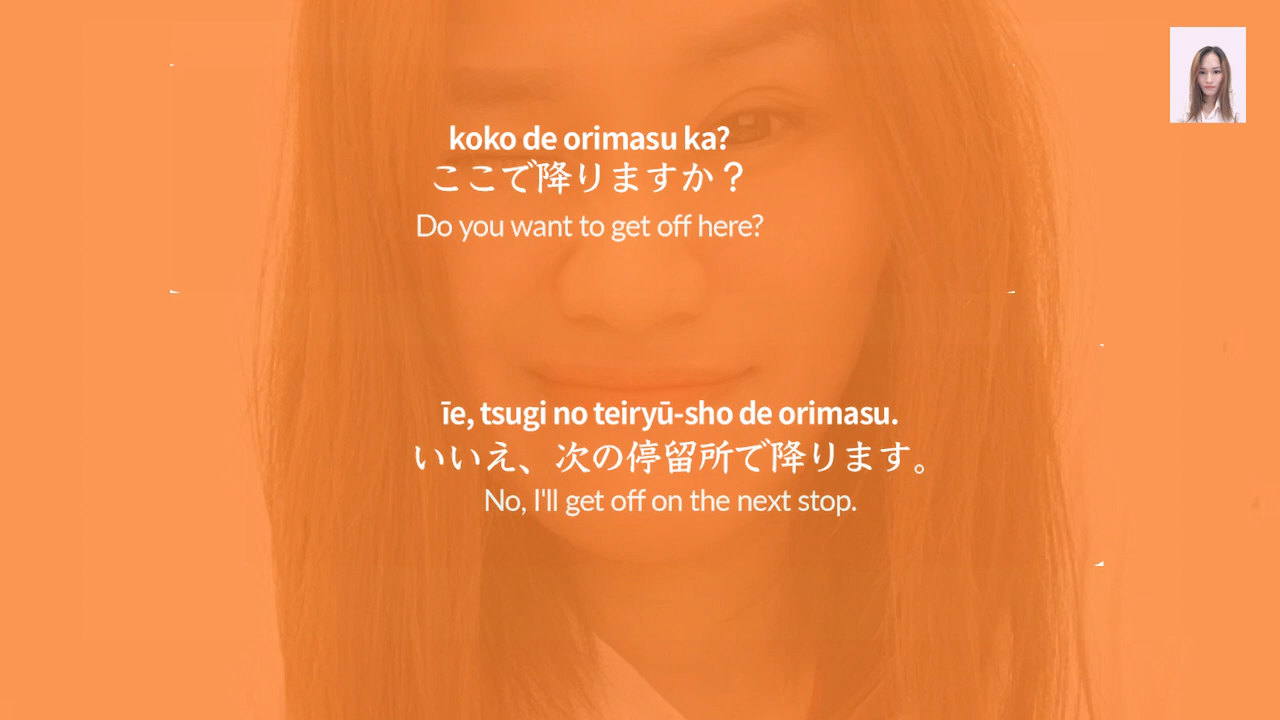 koko de orimasu ka?
ここで降りますか？
Do you want to get off here?
īe, tsugi no teiryū-sho de orimasu.
いいえ、次の停留所で降ります。
No, I'll get off on the next stop.